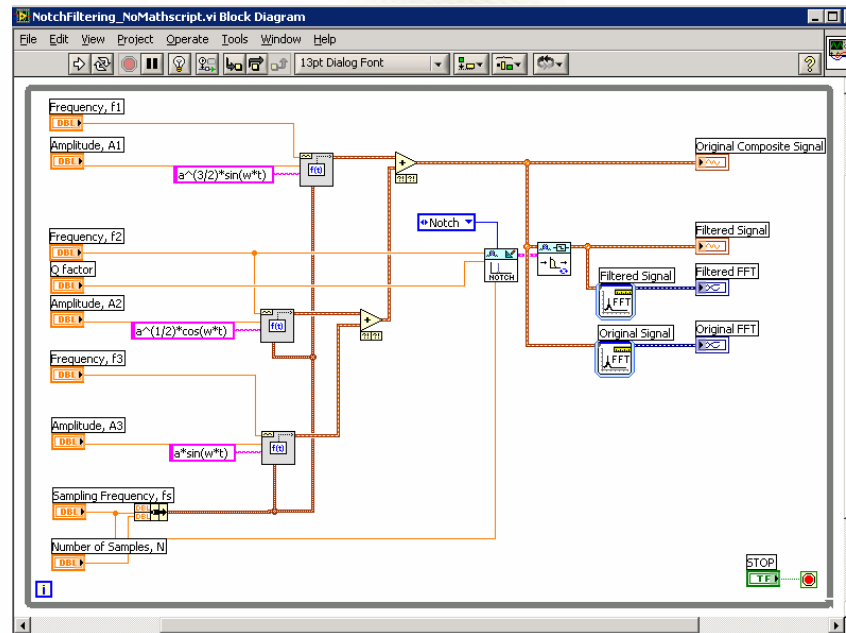 NotchFiltering_NoMathscript.vi Block Diagram
File Edit View Project Operate Tools Window Help
13pt Dialog Font
Frequency, f1
DBL
Amplitude, A1
DBL
a^(3/2)*sin(w*t)
f(t)
Original Composite Signal
Frequency, f2
DBL
Q factor
DBL
Amplitude, A2
DBL
a^(1/2)*cos(w*t)
f(t)
Notch
NOTCH
Filtered Signal
Filtered Signal
FFT
Filtered FFT
Original Signal
FFT
Original FFT
Frequency, f3
DBL
Amplitude, A3
DBL
a*sin(w*t)
f(t)
Sampling Frequency, fs
DBL
DBL
DBL
Number of Samples, N
DBL
i
STOP
TF